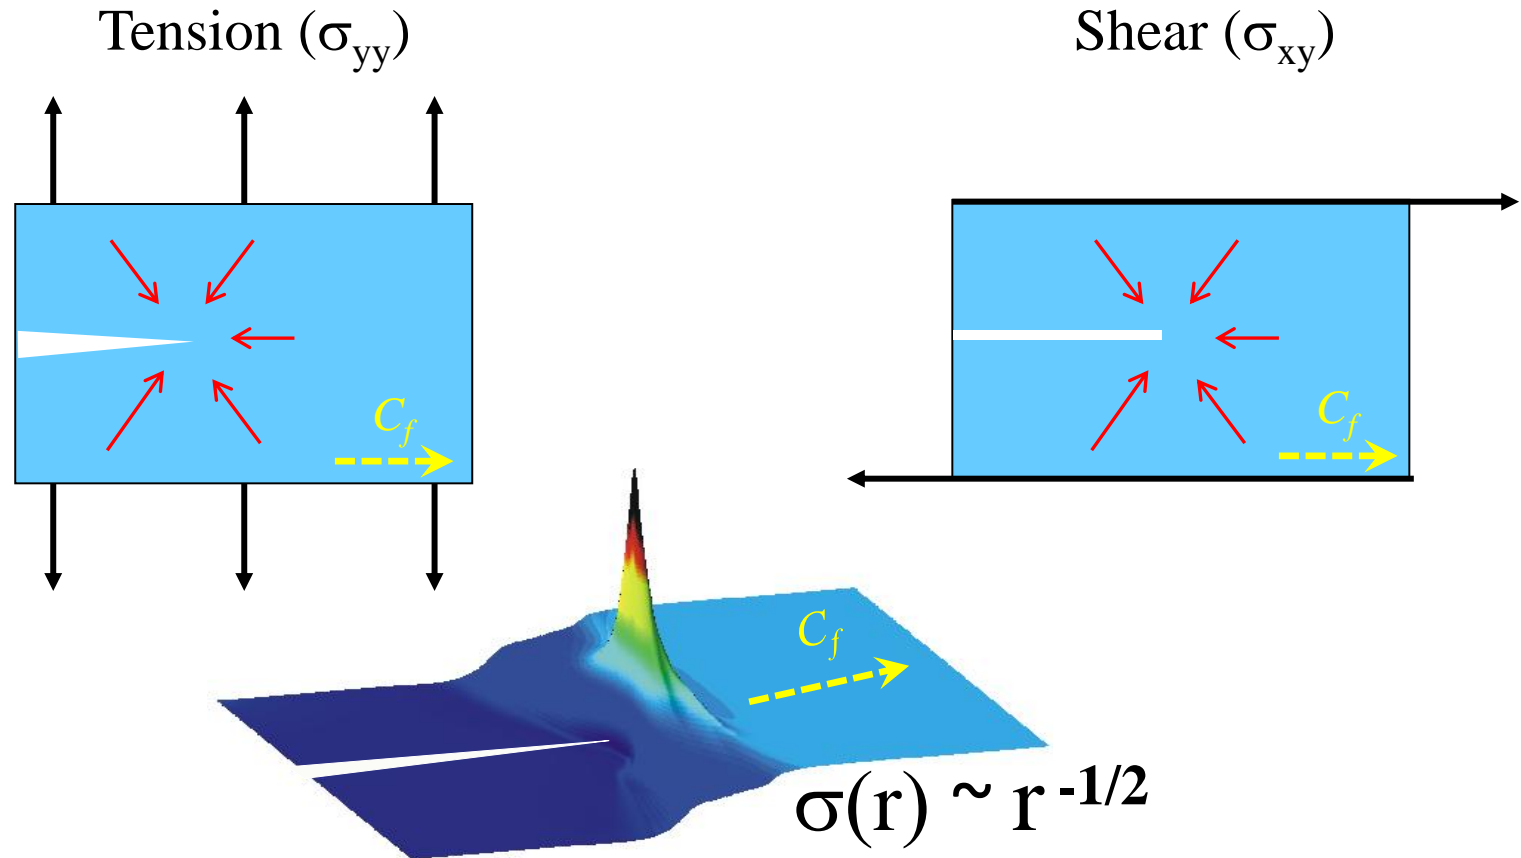 Tension (σyy)
Shear (σxy)
Cf
Cf
Cf
σ(r) ~ r -1/2